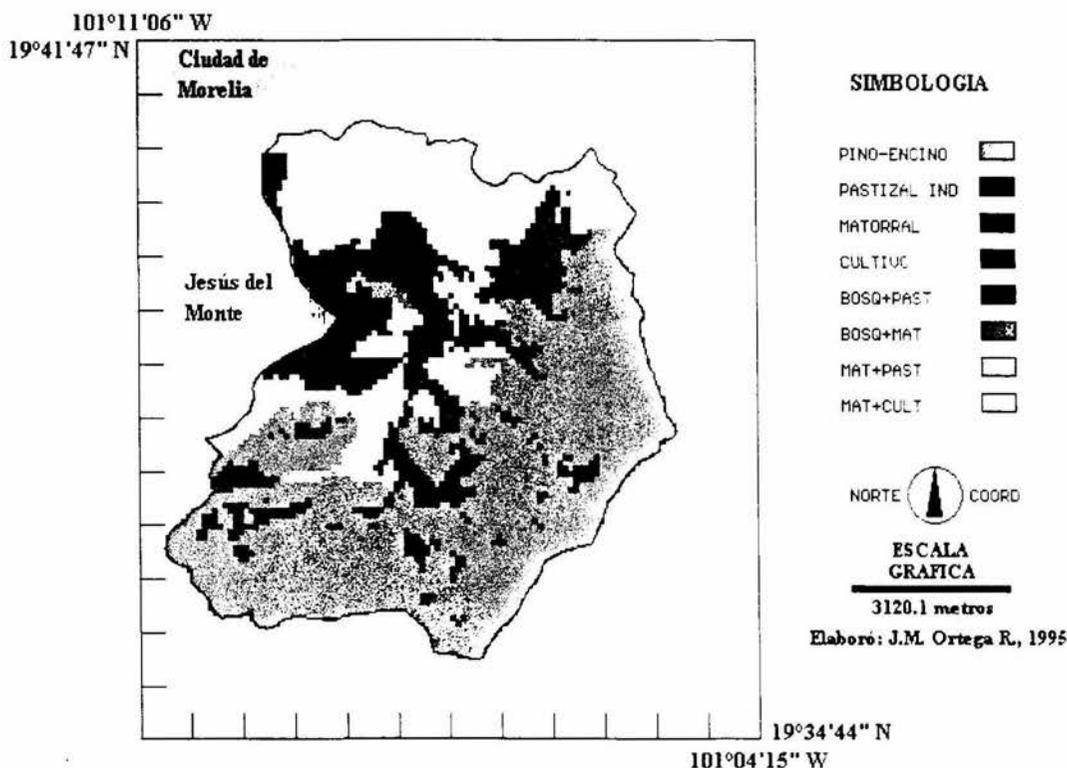 101°11'06" W
19°41'47" N
Ciudad de
Morelia
Jesús del
Monte
SIMBOLOGIA
PINO-ENCINO
PASTIZAL IND
MATORRAL
CULTIVO
BOSQ+PAST
BOSQ+MAT
MAT+PAST
MAT+CULT
NORTE COORD
ESCALA
GRAFICA
3120.1 metros
Elaboró: J.M. Ortega R., 1995
19°34'44" N
101°04'15" W